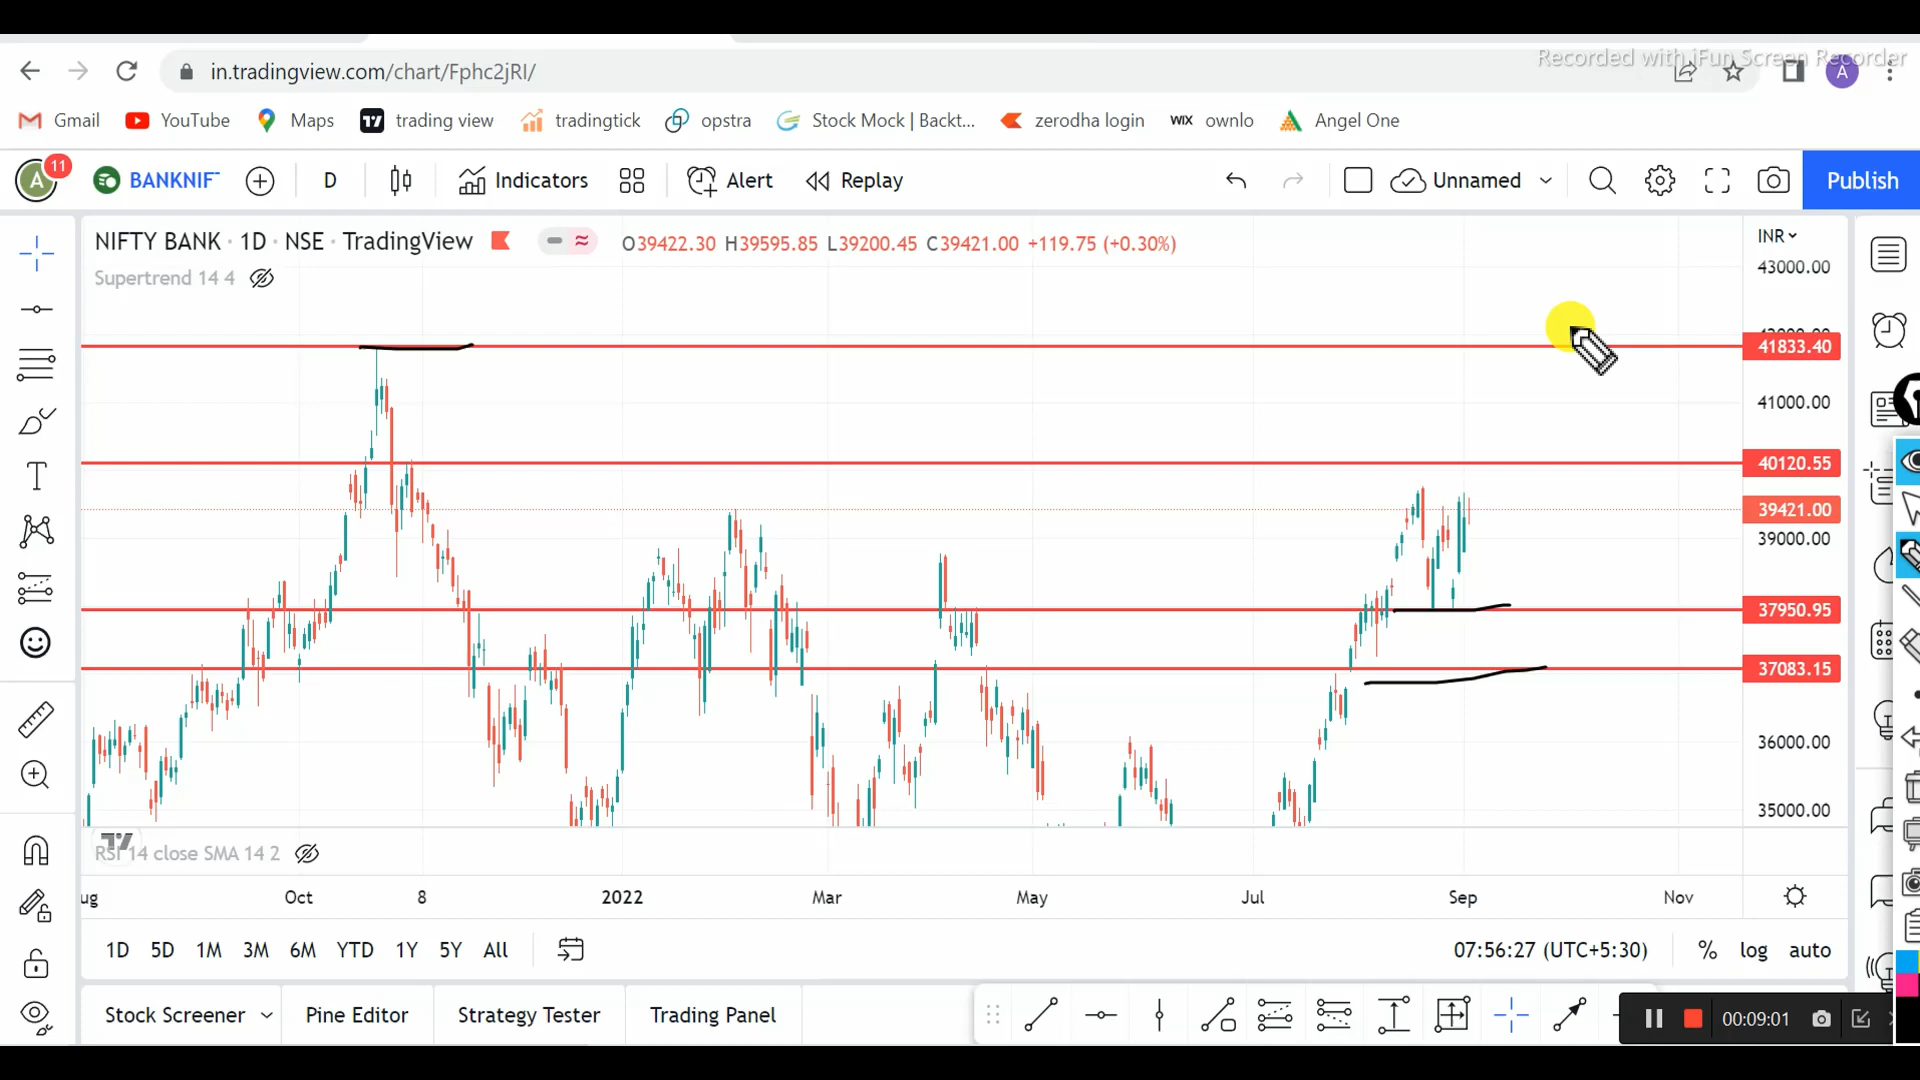 Recorded with iFun Screen Recorder
in.tradingview.com/chart/Fphc2jRI/
A
Gmail YouTube Maps trading view tradingtick opstra Stock Mock | Backt... zerodha login WIX ownlo Angel One
A 11 BANKNIF D Indicators Alert Replay Unnamed Publish
NIFTY BANK · 1D · NSE · TradingView O39422.30 H39595.85 L39200.45 C39421.00 +119.75 (+0.30%)
INR
Supertrend 14 4
43000.00
41833.40
41000.00
40120.55
39421.00
39000.00
37950.95
37083.15
36000.00
35000.00
RSI 14 close SMA 14 2
ug Oct 8 2022 Mar May Jul Sep Nov
1D 5D 1M 3M 6M YTD 1Y 5Y All 07:56:27 (UTC+5:30) % log auto
Stock Screener Pine Editor Strategy Tester Trading Panel
00:09:01